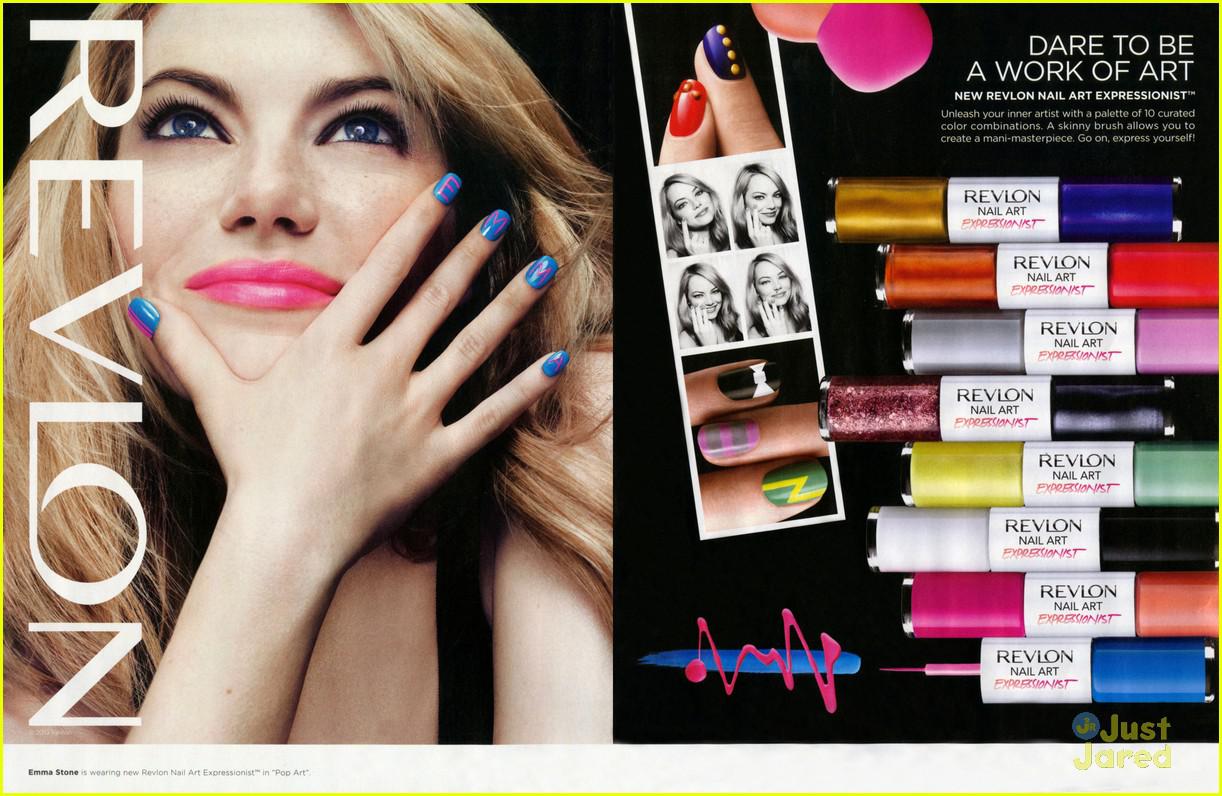 REVLON
EMMA
DARE TO BE
A WORK OF ART
NEW REVLON NAIL ART EXPRESSIONIST™
Unleash your inner artist with a palette of 10 curated
color combinations. A skinny brush allows you to
create a mani-masterpiece. Go on, express yourself!
REVLON
NAIL ART
EXPRESSIONIST
REVLON
NAIL ART
EXPRESSIONIST
REVLON
NAIL ART
EXPRESSIONIST
REVLON
NAIL ART
EXPRESSIONIST
REVLON
NAIL ART
EXPRESSIONIST
REVLON
NAIL ART
EXPRESSIONIST
REVLON
NAIL ART
EXPRESSIONIST
REVLON
NAIL ART
EXPRESSIONIST
Emma Stone is wearing new Revlon Nail Art Expressionist™ in "Pop Art".
JR Just
Jared